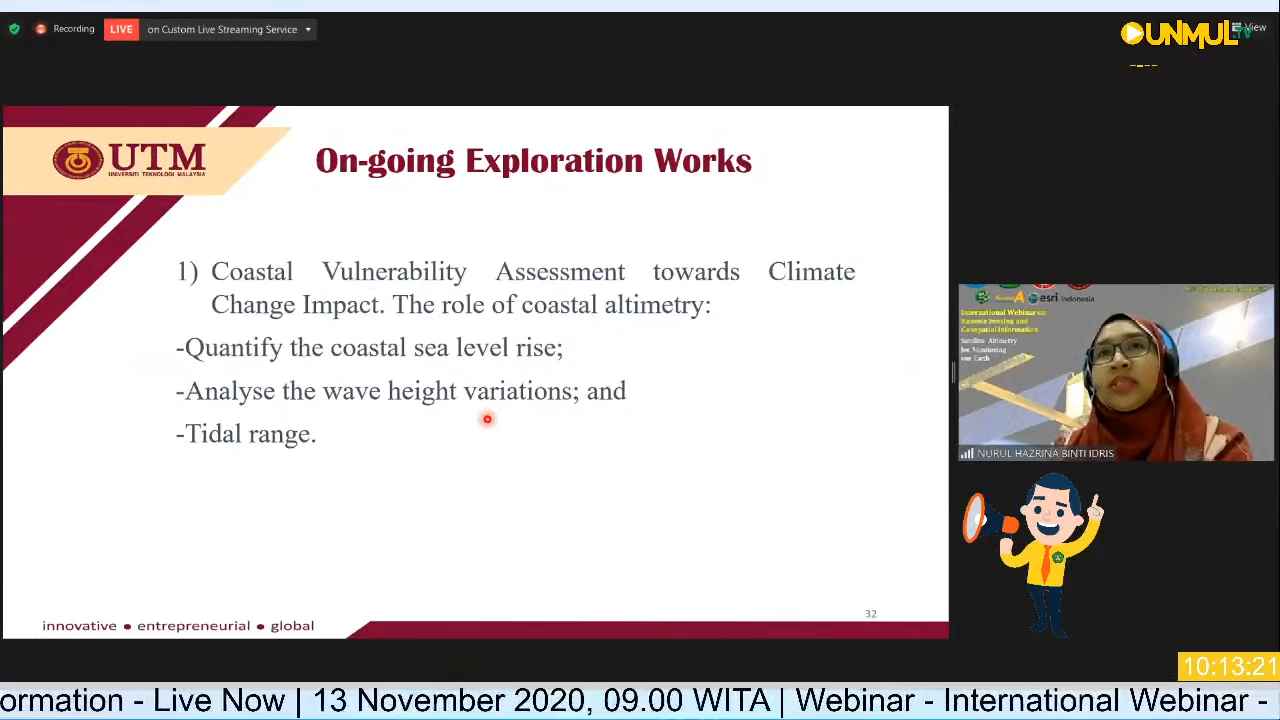 Recording
LIVE
on Custom Live Streaming Service
UNMUL TV
View
UTM
UNIVERSITI TEKNOLOGI MALAYSIA
On-going Exploration Works
1) Coastal Vulnerability Assessment towards Climate
Change Impact. The role of coastal altimetry:
-Quantify the coastal sea level rise;
-Analyse the wave height variations; and
-Tidal range.
esri Indonesia
International Webinar on
Remote Sensing and
Geospatial Information
Satellite Altimetry
for Monitoring
our Earth
NURUL HAZRINA BINTI IDRIS
innovative ● entrepreneurial ● global
32
10:13:21
ormation - Live Now | 13 November 2020, 09.00 WITA | Webinar - International Webinar -